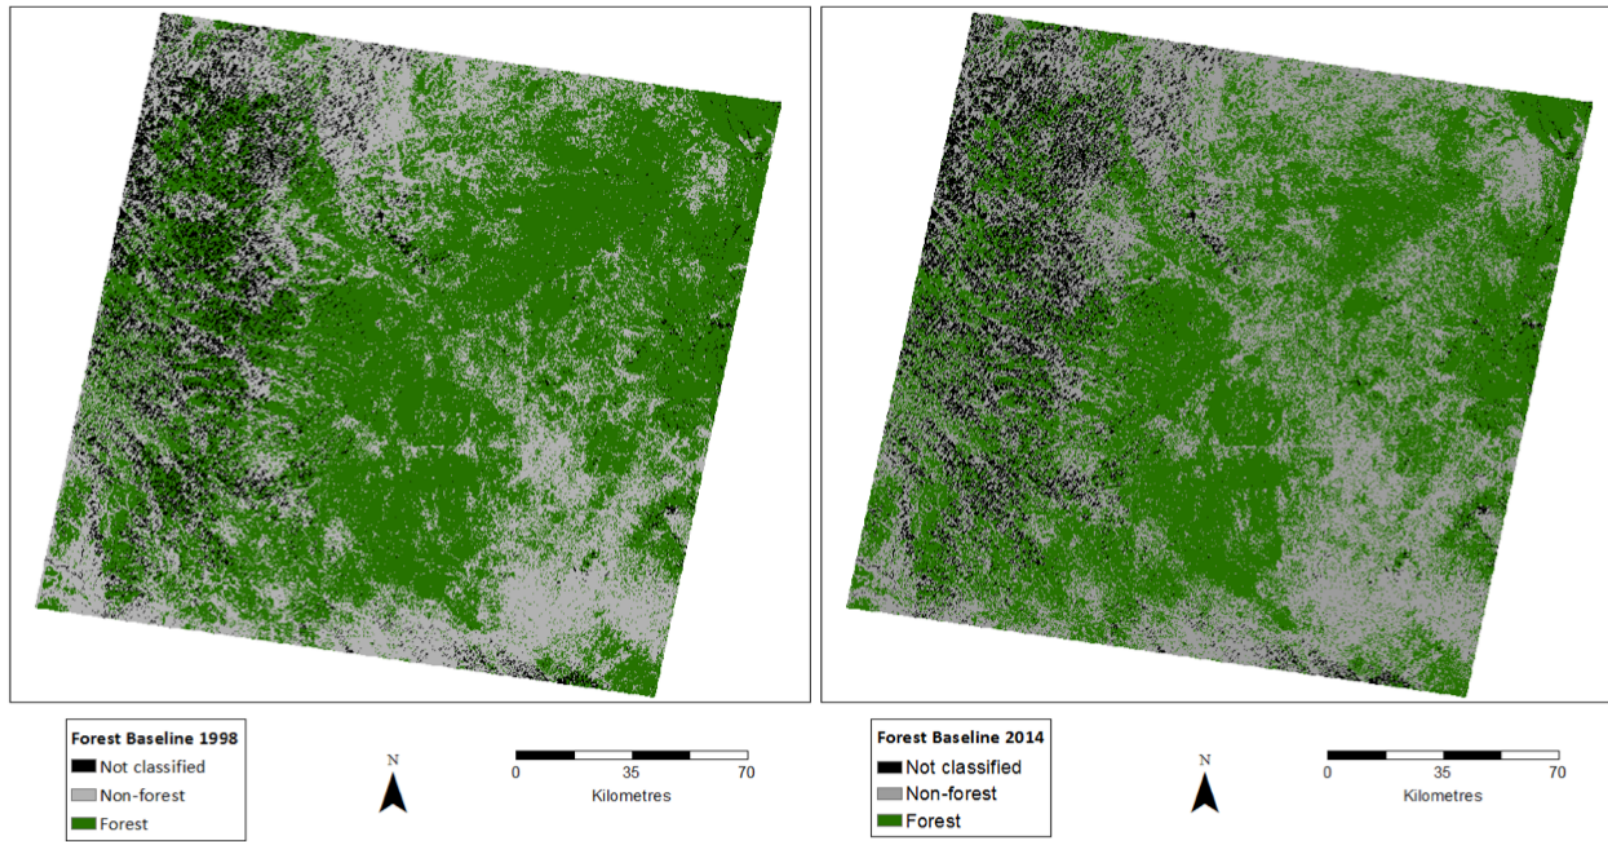 Forest Baseline 1998
Not classified
Non-forest
Forest
N
0 35 70
Kilometres
Forest Baseline 2014
Not classified
Non-forest
Forest
N
0 35 70
Kilometres